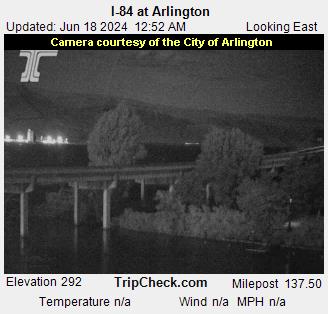 I-84 at Arlington
Updated: Jun 18 2024 12:52 AM Looking East
Camera courtesy of the City of Arlington
Elevation 292 TripCheck.com Milepost 137.50
Temperature n/a Wind n/a MPH n/a